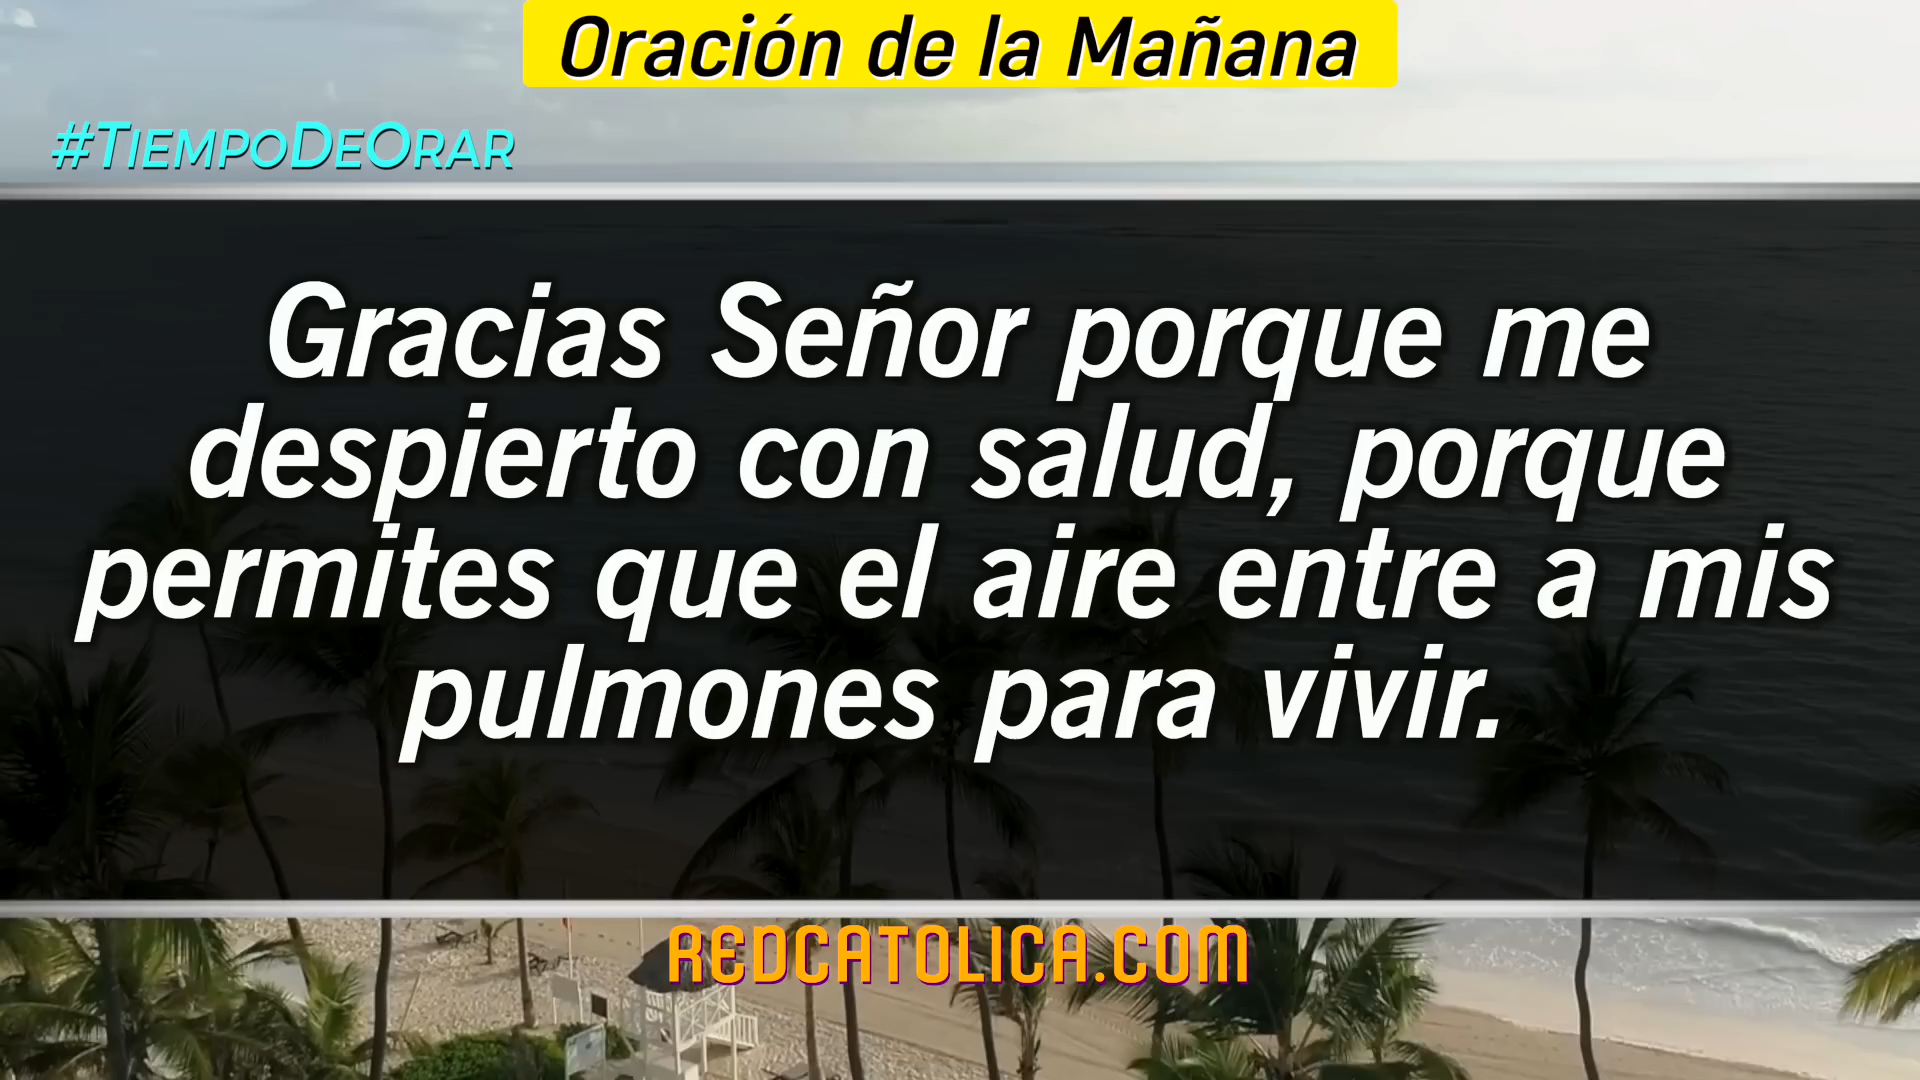 Oración de la Mañana
#TiempoDeOrar
Gracias Señor porque me
despierto con salud, porque
permites que el aire entre a mis
pulmones para vivir.
REDCATOLICA.COM